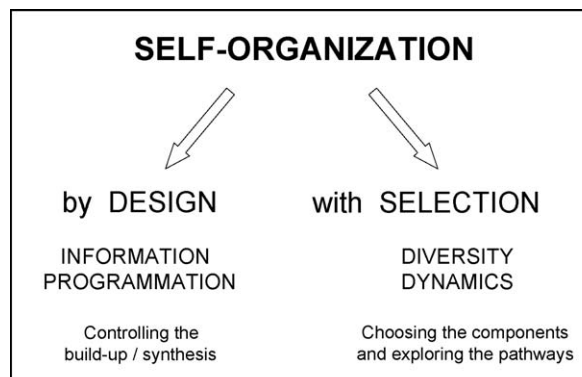 SELF-ORGANIZATION
by DESIGN
with SELECTION
INFORMATION
PROGRAMMATION
DIVERSITY
DYNAMICS
Controlling the
build-up / synthesis
Choosing the components
and exploring the pathways